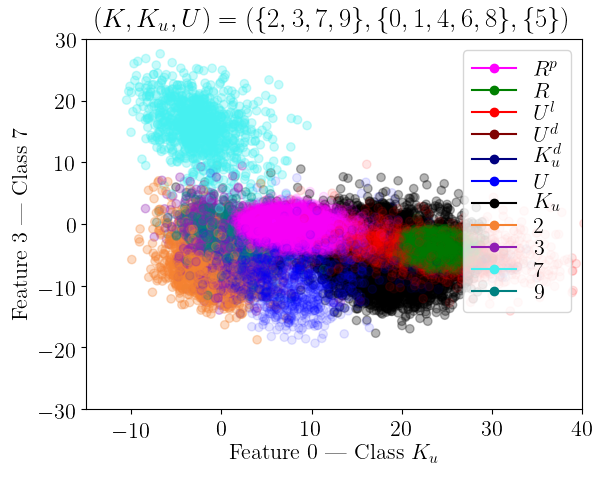 (K, K_u, U) = ({2, 3, 7, 9}, {0, 1, 4, 6, 8}, {5})
30
20
10
0
−10
−20
−30
Feature 3 — Class 7
R^p
R
U^l
U^d
K_u^d
U
K_u
2
3
7
9
−10 0 10 20 30 40
Feature 0 — Class K_u